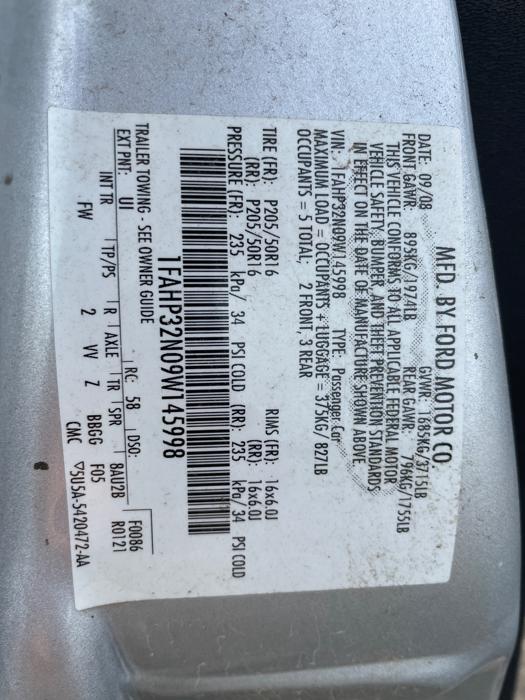 MFD. BY FORD MOTOR CO.
DATE: 09/08 GVWR: 1685KG/3715LB
FRONT GAWR: 895KG/1974LB REAR GAWR: 796KG/1755LB
THIS VEHICLE CONFORMS TO ALL APPLICABLE FEDERAL MOTOR
VEHICLE SAFETY, BUMPER, AND THEFT PREVENTION STANDARDS
IN EFFECT ON THE DATE OF MANUFACTURE SHOWN ABOVE.
VIN: 1FAHP32N09W145998 TYPE: Passenger Car
MAXIMUM LOAD = OCCUPANTS + LUGGAGE = 375KG/827LB
OCCUPANTS = 5 TOTAL; 2 FRONT, 3 REAR
TIRE (FR): P205/50R16 RIMS (FR): 16x6.0J
(RR): P205/50R16 (RR): 16x6.0J
PRESSURE (FR): 235 kPa/ 34 PSI COLD (RR): 235 kPa/ 34 PSI COLD
1FAHP32N09W145998
TRAILER TOWING - SEE OWNER GUIDE
EXT PNT: UI RC: 58 DSO: F0086
R0121
INT TR TP/PS R AXLE TR SPR 8AU2B
FW 2 VV Z BBGG F05
CMC ▽5U5A-5420472-AA